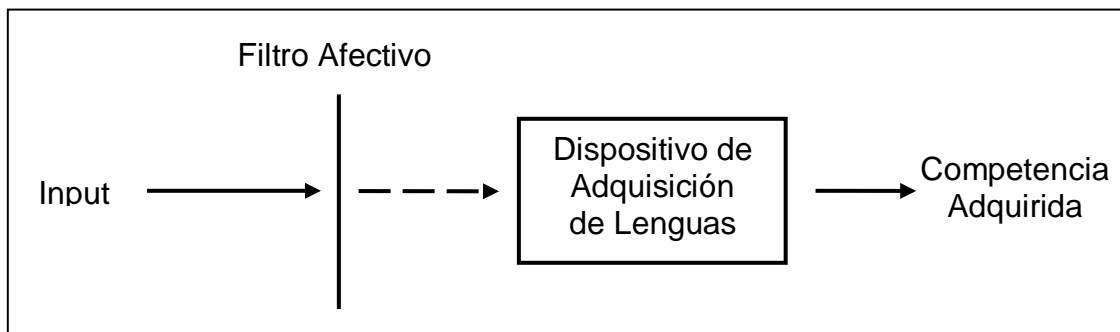 Filtro Afectivo
Input
Dispositivo de
Adquisición
de Lenguas
Competencia
Adquirida